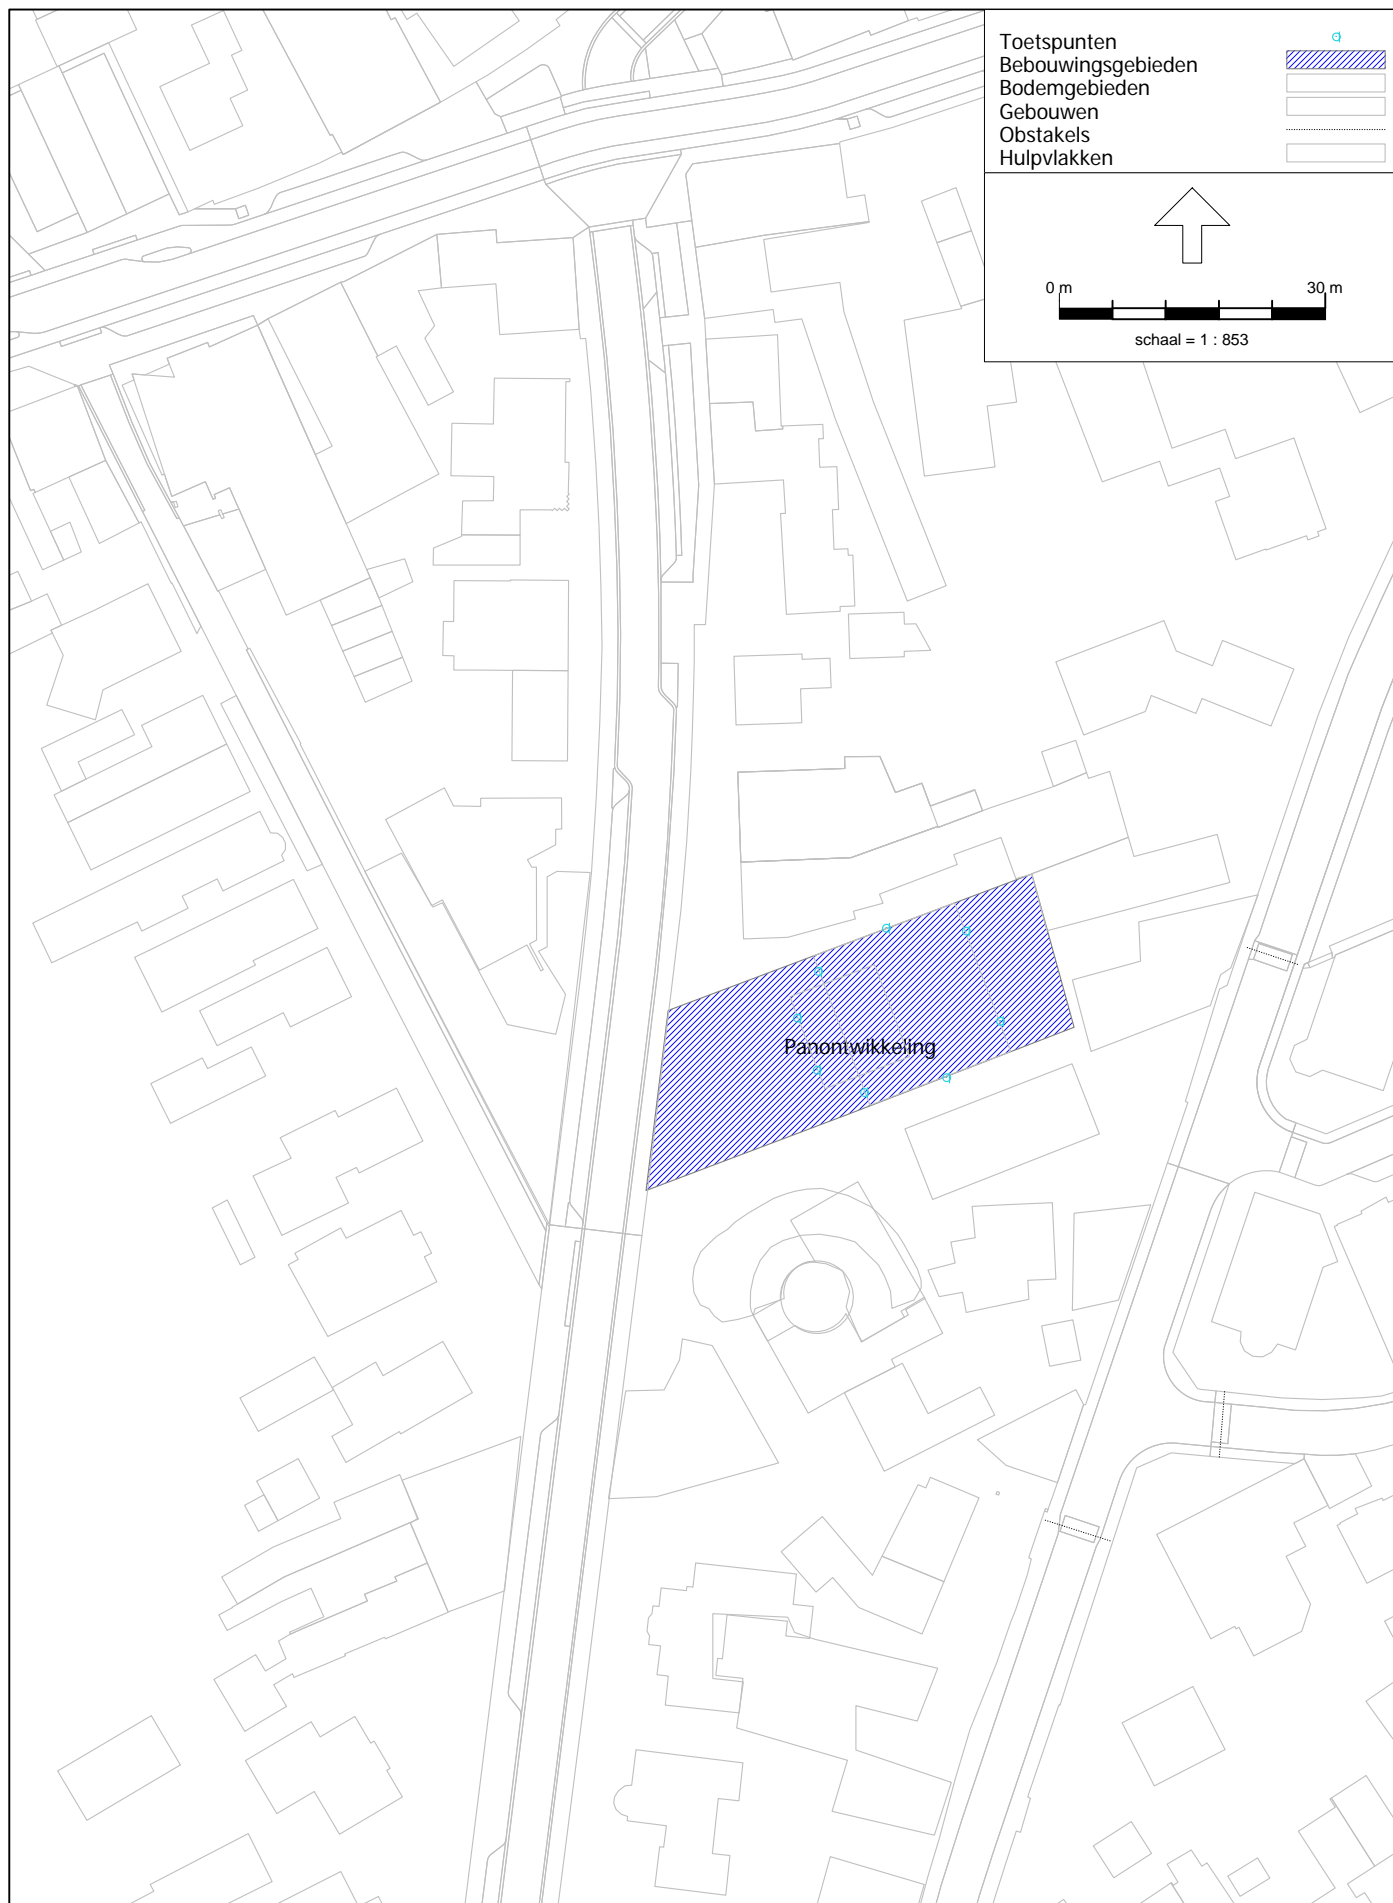 Toetspunten
Bebouwingsgebieden
Bodemgebieden
Gebouwen
Obstakels
Hulpvlakken
0 m 30 m
schaal = 1 : 853
Panontwikkeling